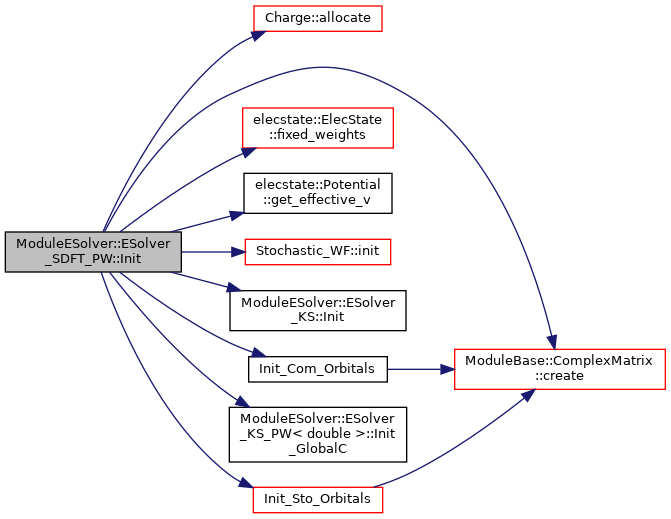 Charge::allocate
elecstate::ElecState
::fixed_weights
elecstate::Potential
::get_effective_v
ModuleESolver::ESolver
_SDFT_PW::Init
Stochastic_WF::init
ModuleESolver::ESolver
_KS::Init
Init_Com_Orbitals
ModuleBase::ComplexMatrix
::create
ModuleESolver::ESolver
_KS_PW< double >::Init
_GlobalC
Init_Sto_Orbitals